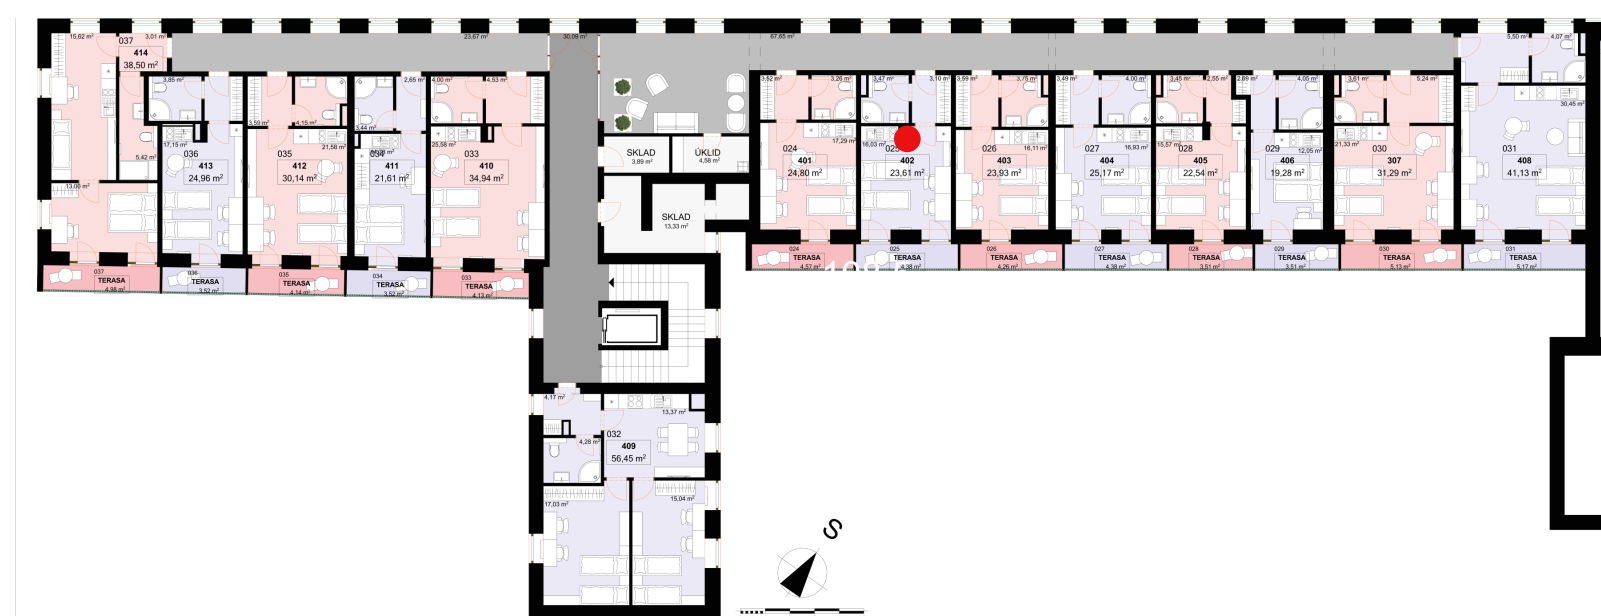 15,62 m²
037
3,01 m²
414
38,50 m²
23,67 m²
30,09 m²
67,65 m²
5,50 m²
4,07 m²
3,85 m²
3,59 m²
4,15 m²
3,44 m²
2,65 m²
4,00 m²
4,53 m²
3,52 m²
3,26 m²
3,47 m²
3,10 m²
3,59 m²
3,75 m²
3,49 m²
4,00 m²
3,45 m²
2,55 m²
4,05 m²
3,61 m²
5,24 m²
30,45 m²
5,42 m²
13,00 m²
17,15 m²
036
413
24,96 m²
21,58 m²
035
412
30,14 m²
411
21,61 m²
25,58 m²
033
410
34,94 m²
SKLAD
3,89 m²
ÚKLID
4,58 m²
SKLAD
13,33 m²
17,29 m²
024
401
24,80 m²
16,03 m²
402
23,61 m²
16,11 m²
026
403
23,93 m²
16,93 m²
027
404
25,17 m²
15,57 m²
028
405
22,54 m²
12,05 m²
029
406
19,28 m²
21,33 m²
030
307
31,29 m²
031
408
41,13 m²
037
TERASA
4,98 m²
036
TERASA
3,52 m²
035
TERASA
4,14 m²
034
TERASA
3,52 m²
033
TERASA
4,13 m²
024
TERASA
4,57 m²
025
TERASA
4,38 m²
026
TERASA
4,26 m²
027
TERASA
4,38 m²
028
TERASA
3,51 m²
029
TERASA
3,51 m²
030
TERASA
5,13 m²
031
TERASA
5,17 m²
4,17 m²
13,37 m²
4,28 m²
032
409
56,45 m²
17,03 m²
15,04 m²
S